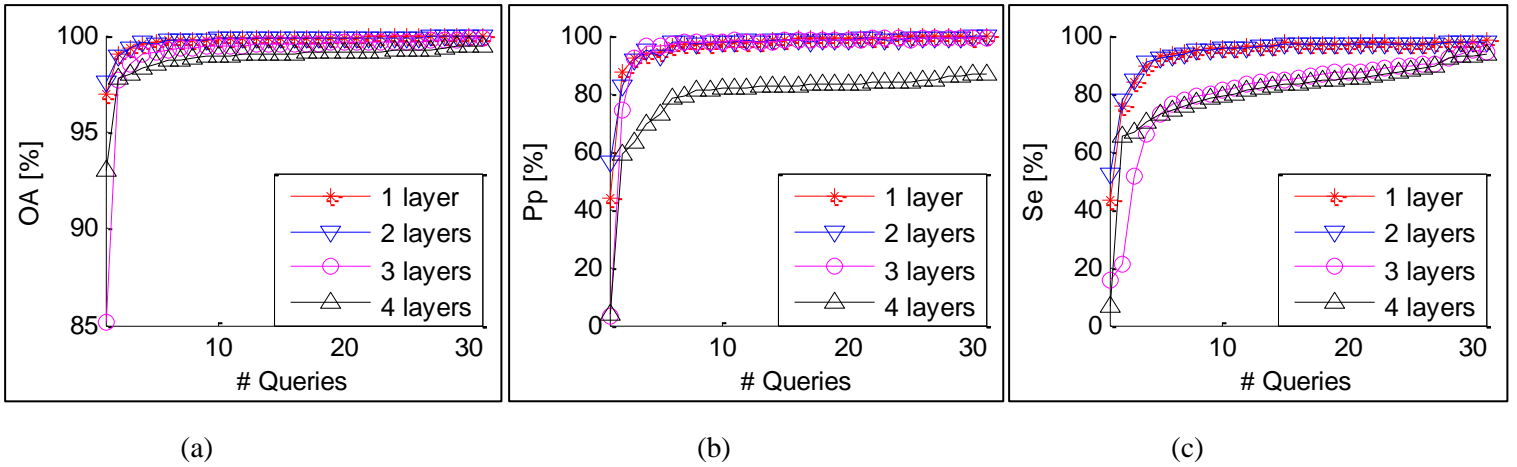 OA [%]
100
95
90
85
10
20
30
# Queries
1 layer
2 layers
3 layers
4 layers
Pp [%]
100
80
60
40
20
0
10
20
30
# Queries
1 layer
2 layers
3 layers
4 layers
Se [%]
100
80
60
40
20
0
10
20
30
# Queries
1 layer
2 layers
3 layers
4 layers
(a)
(b)
(c)